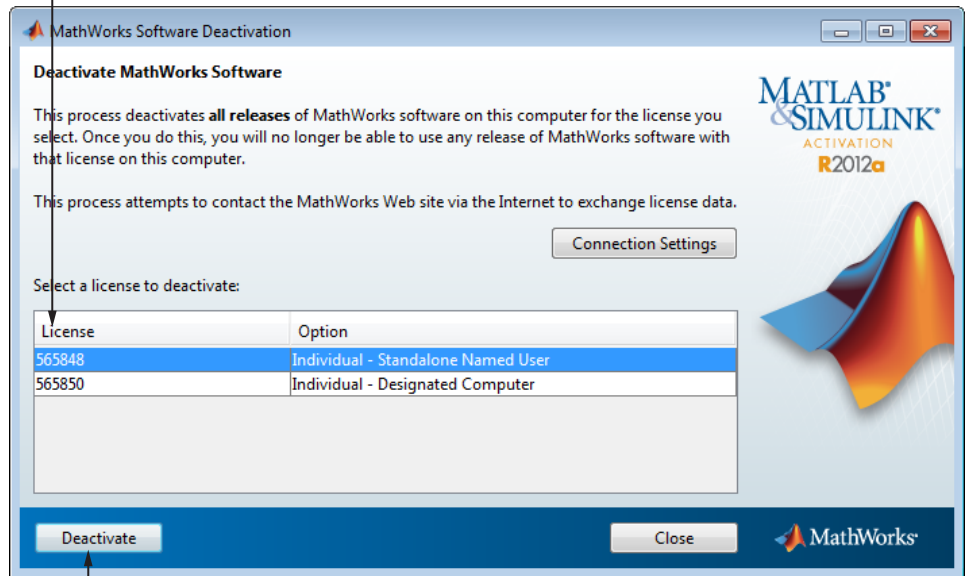 MathWorks Software Deactivation
Deactivate MathWorks Software
This process deactivates all releases of MathWorks software on this computer for the license you
select. Once you do this, you will no longer be able to use any release of MathWorks software with
that license on this computer.
This process attempts to contact the MathWorks Web site via the Internet to exchange license data.
Connection Settings
Select a license to deactivate:
License Option
565848 Individual - Standalone Named User
565850 Individual - Designated Computer
MATLAB®
&SIMULINK®
ACTIVATION
R2012a
Deactivate Close MathWorks®